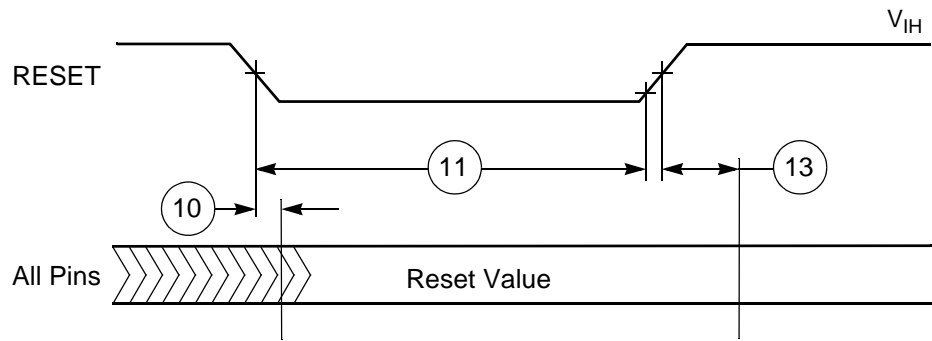 V_IH
RESET
11
13
10
All Pins
Reset Value